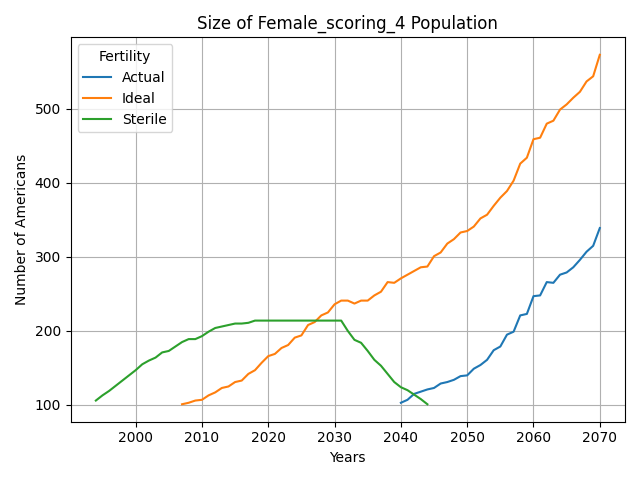 Size of Female_scoring_4 Population
Fertility
Actual
Ideal
Sterile
Number of Americans
500
400
300
200
100
2000 2010 2020 2030 2040 2050 2060 2070
Years